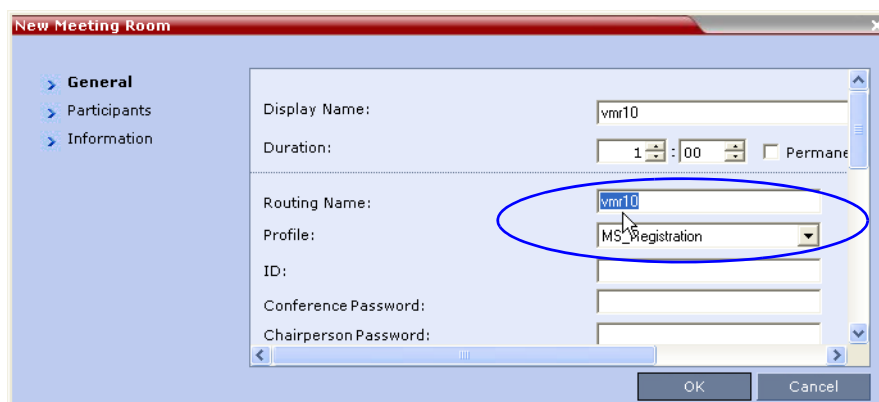 New Meeting Room
General
Participants
Information
Display Name: vmr10
Duration: 1 : 00 Permane
Routing Name: vmr10
Profile: MS_Registration
ID:
Conference Password:
Chairperson Password:
OK Cancel